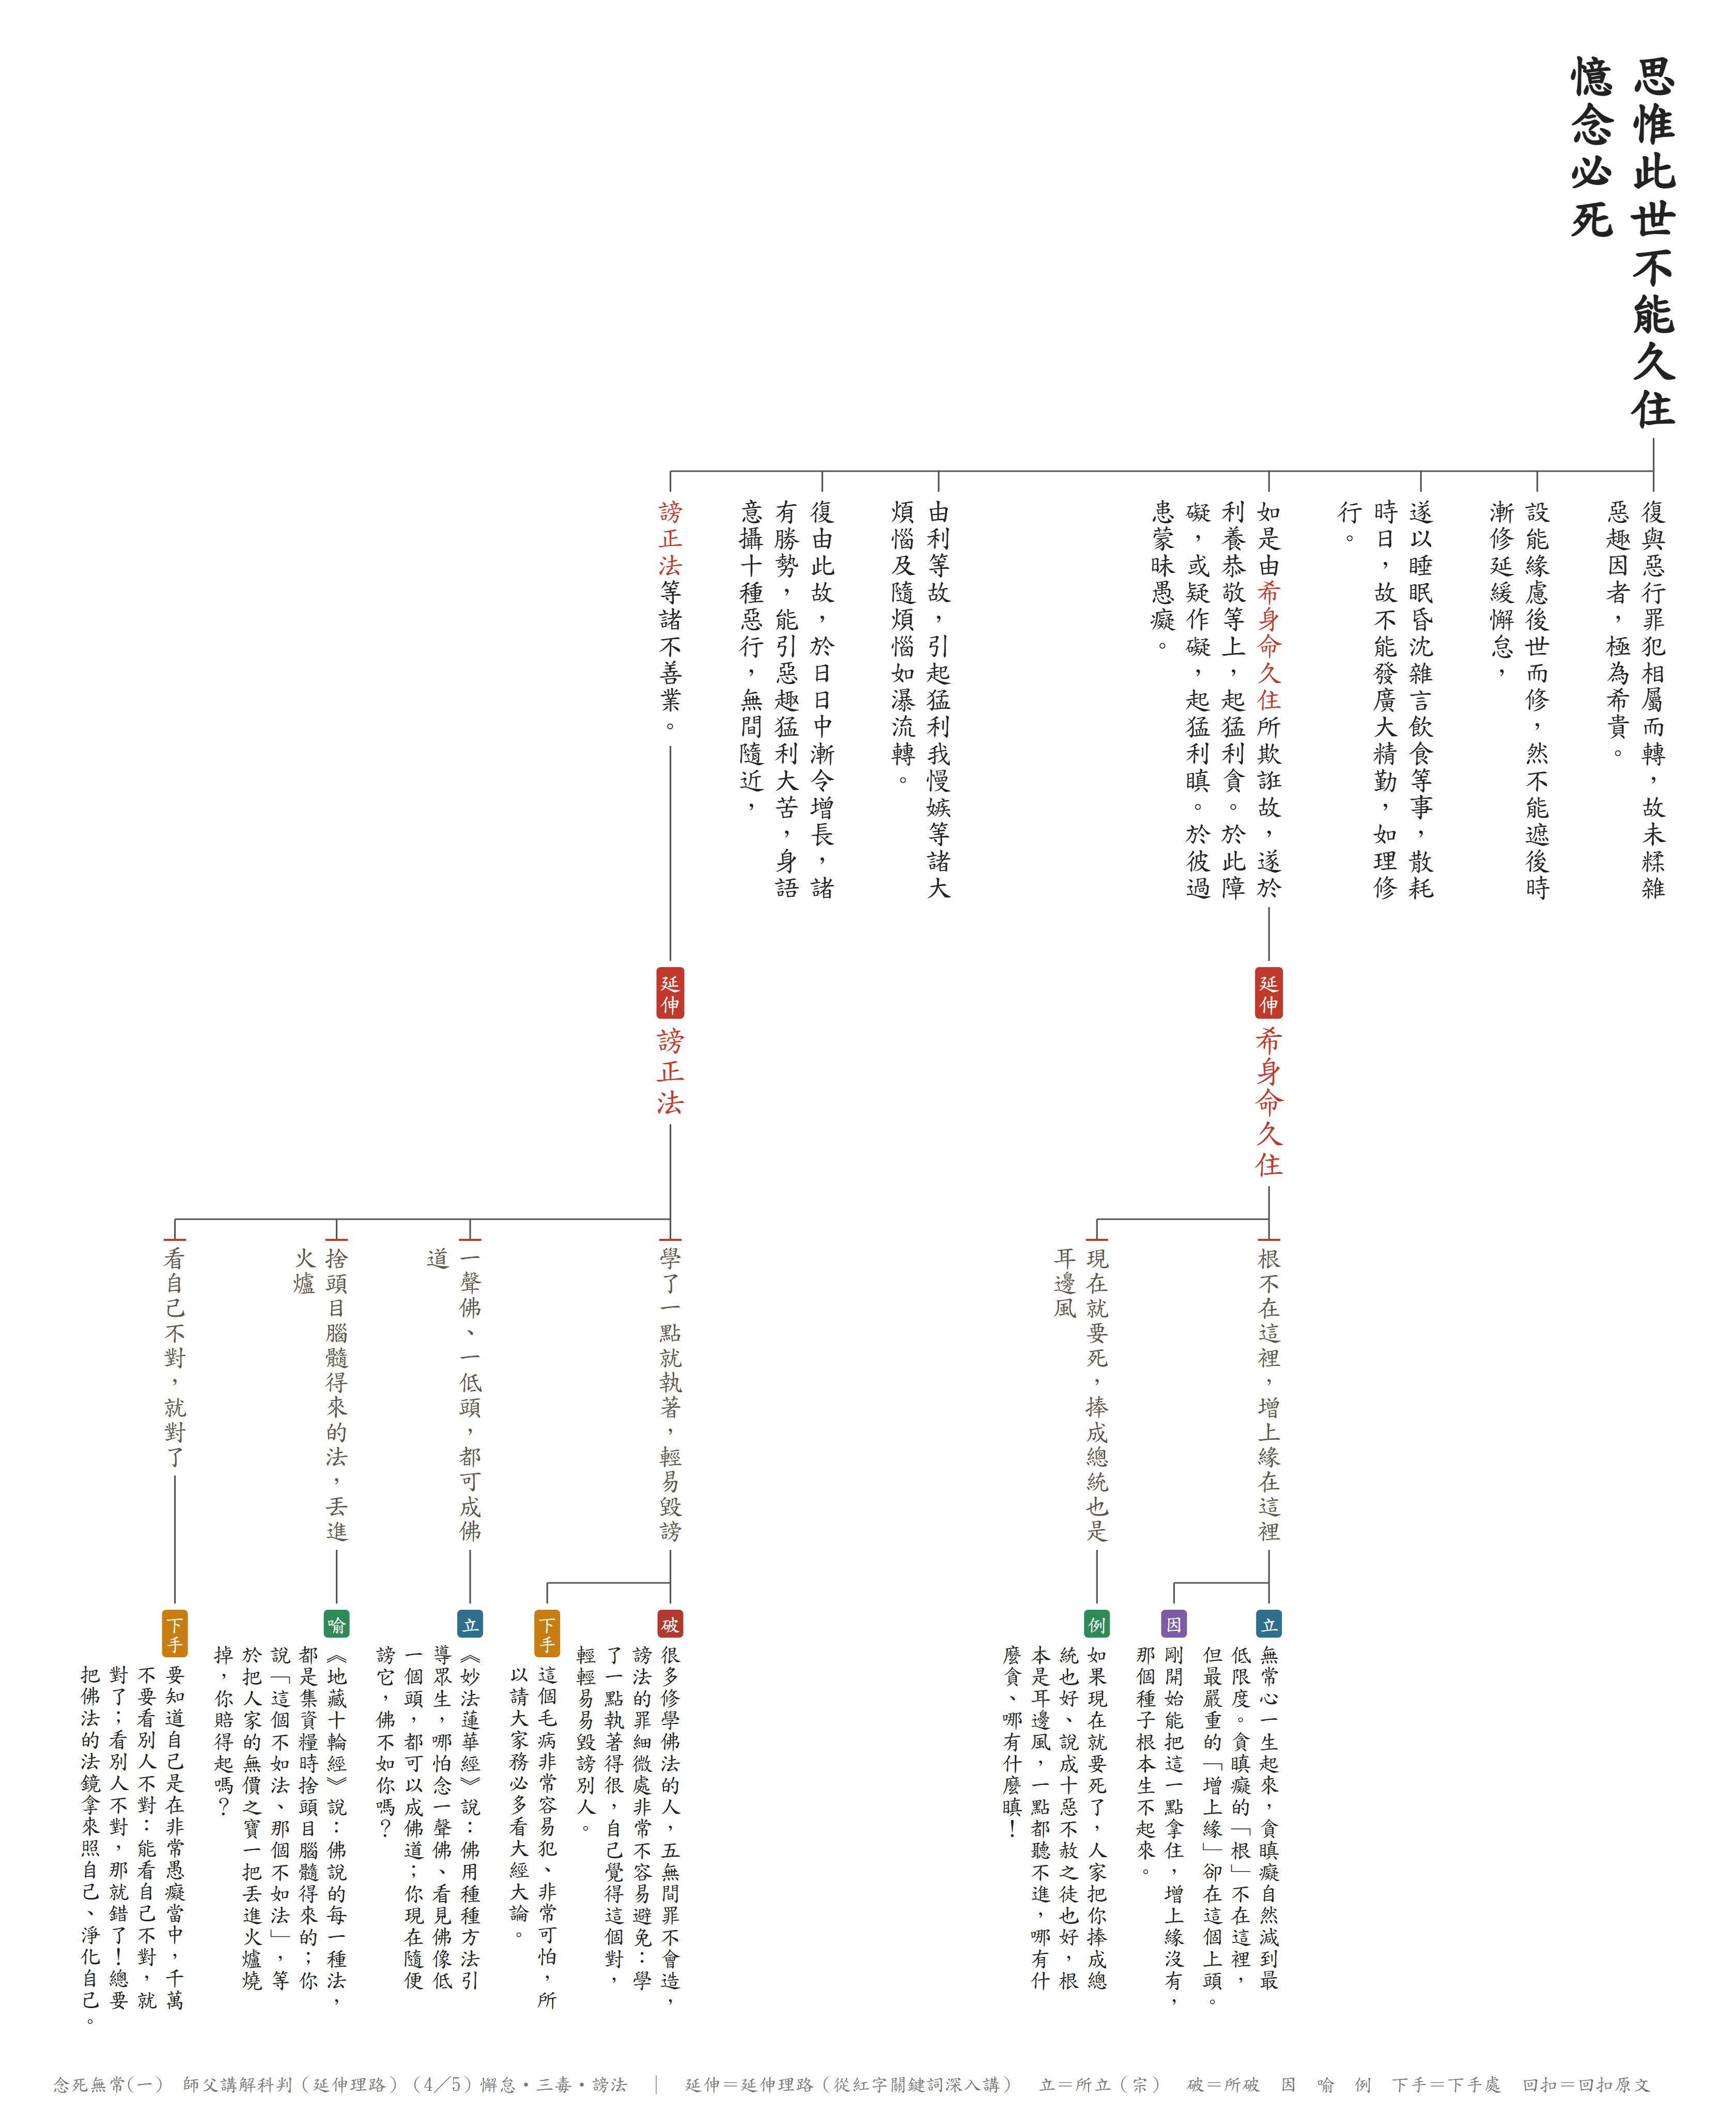 思惟此世不能久住
憶念必死
復與惡行罪犯相屬而轉，故未糅雜
惡趣因者，極為希貴。
設能緣慮後世而修，然不能遮後時
漸修延緩懈怠，
遂以睡眠昏沈雜言飲食等事，散耗
時日，故不能發廣大精勤，如理修
行。
如是由希身命久住所欺誑故，遂於
利養恭敬等上，起猛利貪。於此障
礙，或疑作礙，起猛利瞋。於彼過
患蒙昧愚癡。
由利等故，引起猛利我慢嫉等諸大
煩惱及隨煩惱如瀑流轉。
復由此故，於日日中漸令增長，諸
有勝勢，能引惡趣猛利大苦，身語
意攝十種惡行，無間隨近，
謗正法等諸不善業。
延伸
希身命久住
根不在這裡，增上緣在這裡
立
無常心一生起來，貪瞋癡自然減到最
低限度。貪瞋癡的「根」不在這裡，
但最嚴重的「增上緣」卻在這個上頭。
因
剛開始能把這一點拿住，增上緣沒有，
那個種子根本生不起來。
現在就要死，捧成總統也是
耳邊風
例
如果現在就要死了，人家把你捧成總
統也好、說成十惡不赦之徒也好，根
本是耳邊風，一點都聽不進，哪有什
麼貪、哪有什麼瞋！
延伸
謗正法
學了一點就執著，輕易毀謗
破
很多修學佛法的人，五無間罪不會造，
謗法的罪細微處非常不容易避免：學
了一點執著得很，自己覺得這個對，
輕輕易易毀謗別人。
下手
這個毛病非常容易犯、非常可怕，所
以請大家務必多看大經大論。
一聲佛、一低頭，都可成佛
道
立
《妙法蓮華經》說：佛用種種方法引
導眾生，哪怕念一聲佛、看見佛像低
一個頭，都可以成佛道；你現在隨便
謗它，佛不如你嗎？
捨頭目腦髓得來的法，丟進
火爐
喻
《地藏十輪經》說：佛說的每一種法，
都是集資糧時捨頭目腦髓得來的；你
說「這個不如法、那個不如法」，等
於把人家的無價之寶一把丟進火爐燒
掉，你賠得起嗎？
看自己不對，就對了
下手
要知道自己是在非常愚癡當中，千萬
不要看別人不對：能看自己不對，就
對了；看別人不對，那就錯了！總要
把佛法的法鏡拿來照自己、淨化自己。
念死無常(一)　師父講解科判（延伸理路）（4／5）懈怠・三毒・謗法　｜　延伸＝延伸理路（從紅字關鍵詞深入講）　立＝所立（宗）　破＝所破　因　喻　例　下手＝下手處　回扣＝回扣原文